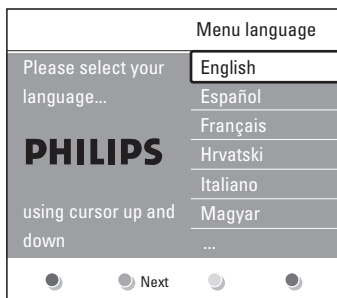 Menu language
Please select your
language...
PHILIPS
using cursor up and
down
English
Español
Français
Hrvatski
Italiano
Magyar
...
Next